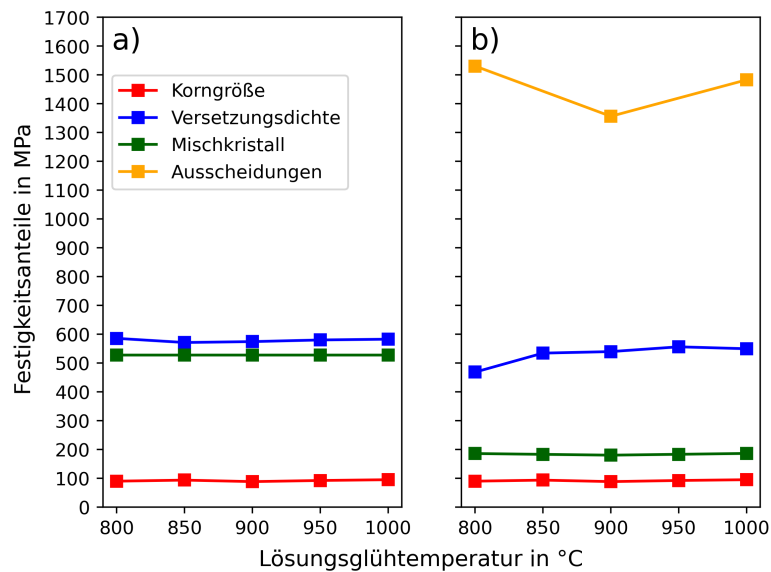 a)
b)
Korngröße
Versetzungsdichte
Mischkristall
Ausscheidungen
Festigkeitsanteile in MPa
1700
1600
1500
1400
1300
1200
1100
1000
900
800
700
600
500
400
300
200
100
0
800 850 900 950 1000 800 850 900 950 1000
Lösungsglühtemperatur in °C